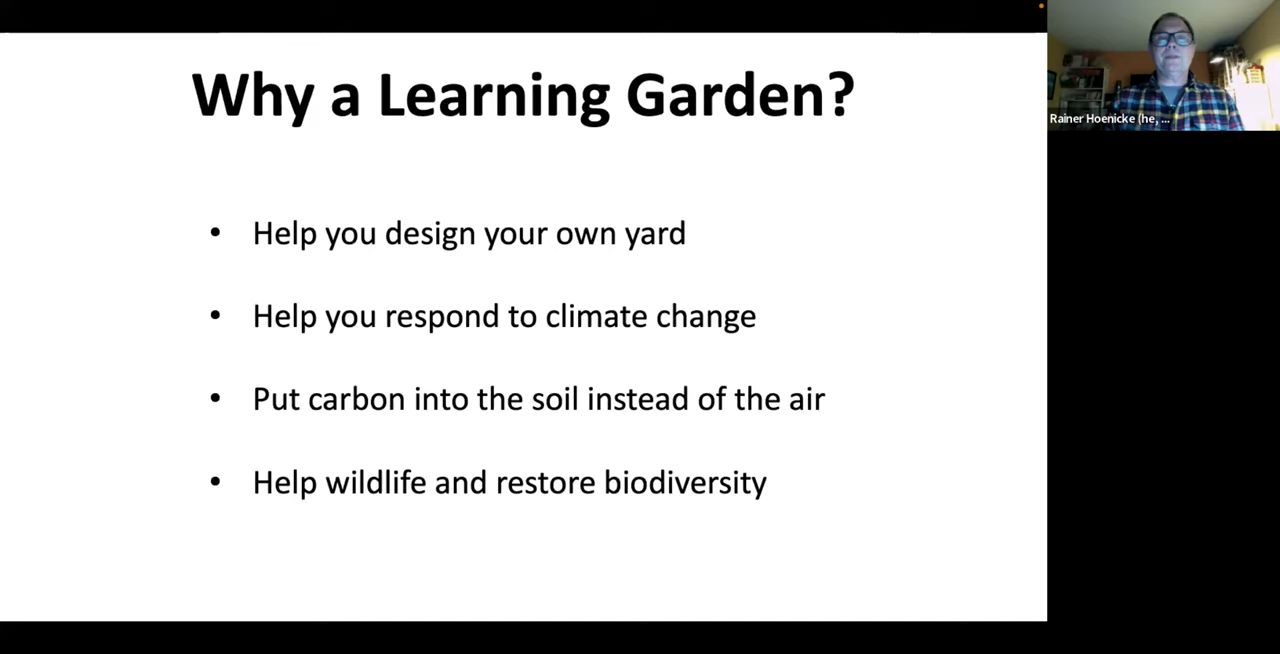 Why a Learning Garden?
• Help you design your own yard
• Help you respond to climate change
• Put carbon into the soil instead of the air
• Help wildlife and restore biodiversity
Rainer Hoenicke (he, ...